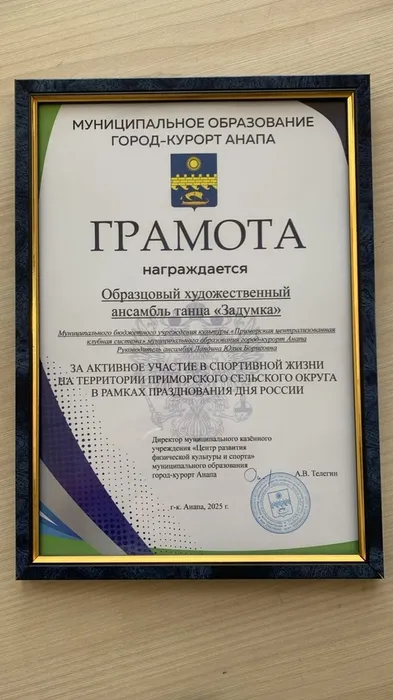 МУНИЦИПАЛЬНОЕ ОБРАЗОВАНИЕ
ГОРОД-КУРОРТ АНАПА
ГРАМОТА
награждается
Образцовый художественный
ансамбль танца «Задумка»
Муниципального бюджетного учреждения культуры «Приморская централизованная
клубная система» муниципального образования город-курорт Анапа
Руководитель ансамбля Юлия Борисовна
ЗА АКТИВНОЕ УЧАСТИЕ В СПОРТИВНОЙ ЖИЗНИ
НА ТЕРРИТОРИИ ПРИМОРСКОГО СЕЛЬСКОГО ОКРУГА
В РАМКАХ ПРАЗДНОВАНИЯ ДНЯ РОССИИ
Директор муниципального казённого
учреждения «Центр развития
физической культуры и спорта»
муниципального образования
город-курорт Анапа
А.В. Телегин
г-к. Анапа, 2025 г.